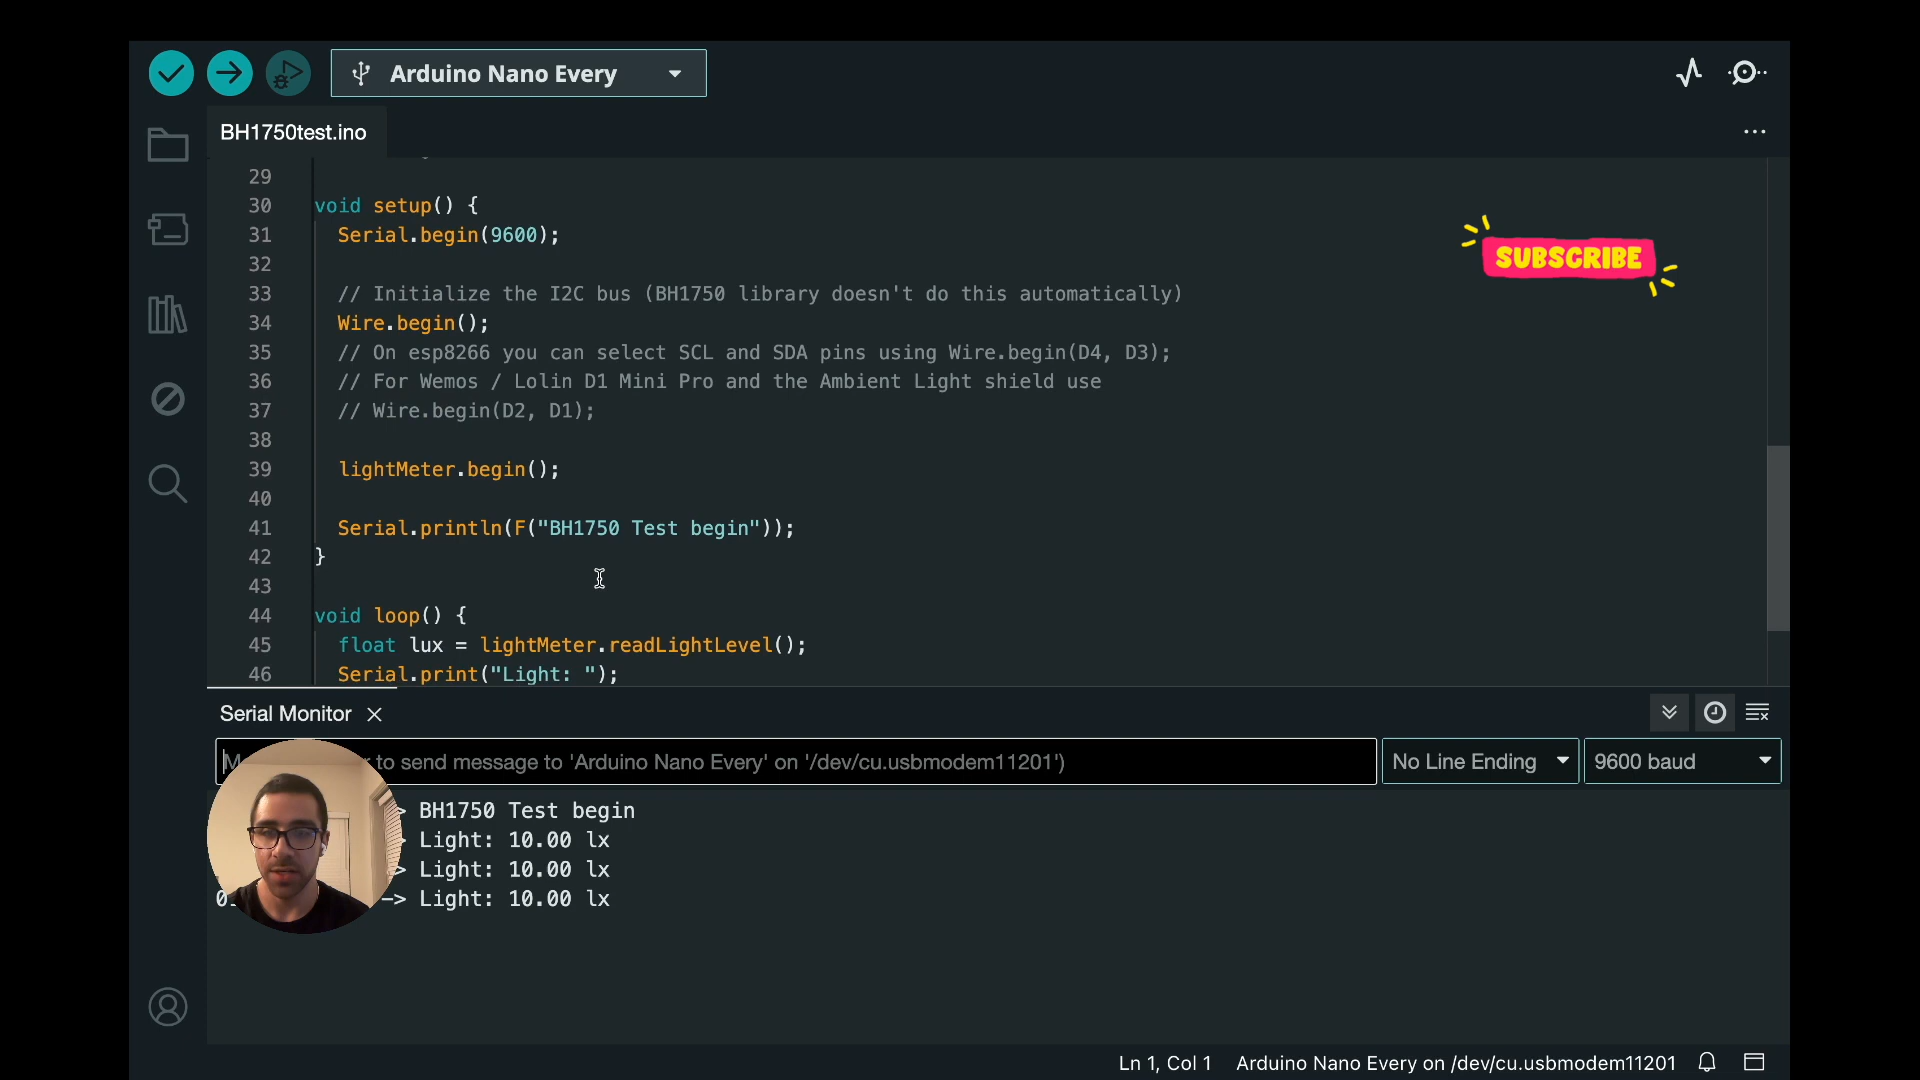 Arduino Nano Every
BH1750test.ino
29
30 void setup() {
31 Serial.begin(9600);
32
33 // Initialize the I2C bus (BH1750 library doesn't do this automatically)
34 Wire.begin();
35 // On esp8266 you can select SCL and SDA pins using Wire.begin(D4, D3);
36 // For Wemos / Lolin D1 Mini Pro and the Ambient Light shield use
37 // Wire.begin(D2, D1);
38
39 lightMeter.begin();
40
41 Serial.println(F("BH1750 Test begin"));
42 }
43
44 void loop() {
45 float lux = lightMeter.readLightLevel();
46 Serial.print("Light: ");
SUBSCRIBE
Serial Monitor
to send message to 'Arduino Nano Every' on '/dev/cu.usbmodem11201')
No Line Ending
9600 baud
> BH1750 Test begin
Light: 10.00 lx
> Light: 10.00 lx
-> Light: 10.00 lx
Ln 1, Col 1 Arduino Nano Every on /dev/cu.usbmodem11201